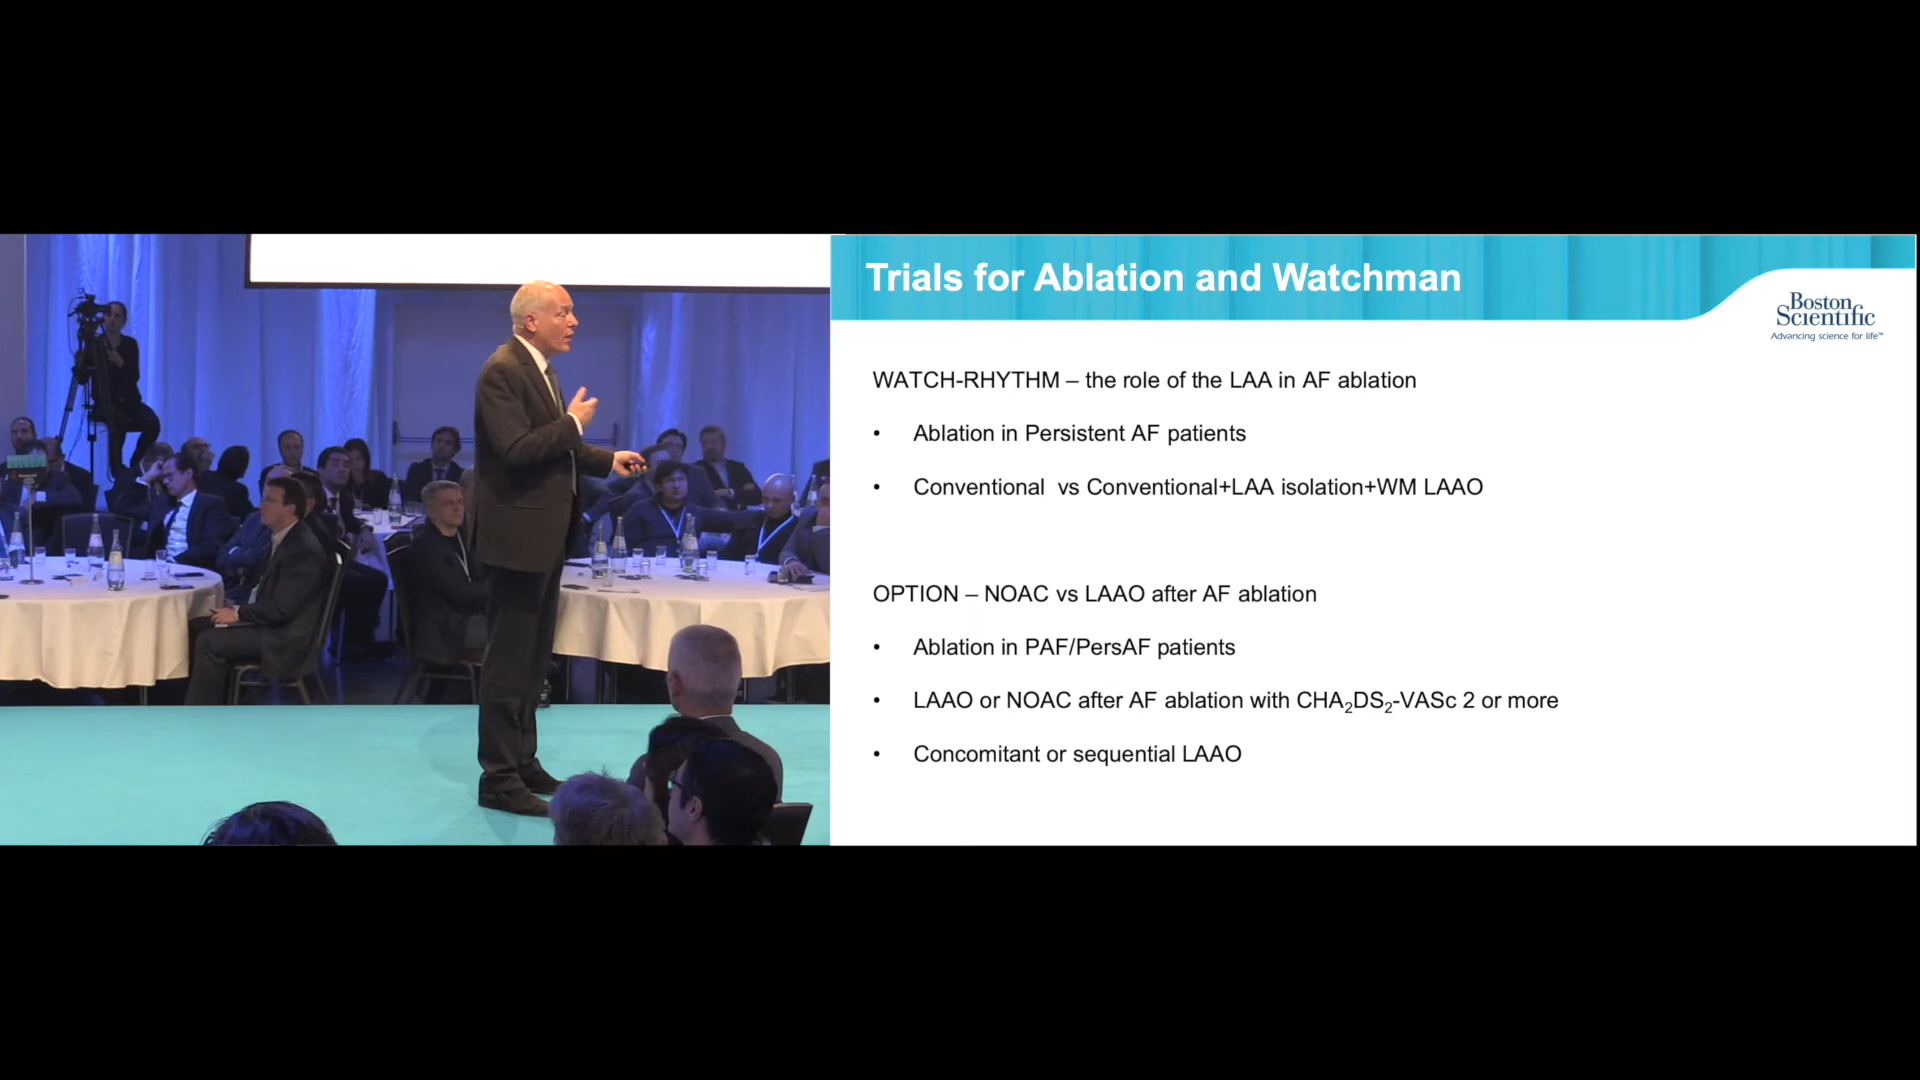 Trials for Ablation and Watchman
Boston
Scientific
Advancing science for life™
WATCH-RHYTHM – the role of the LAA in AF ablation
• Ablation in Persistent AF patients
• Conventional vs Conventional+LAA isolation+WM LAAO
OPTION – NOAC vs LAAO after AF ablation
• Ablation in PAF/PersAF patients
• LAAO or NOAC after AF ablation with CHA₂DS₂-VASc 2 or more
• Concomitant or sequential LAAO